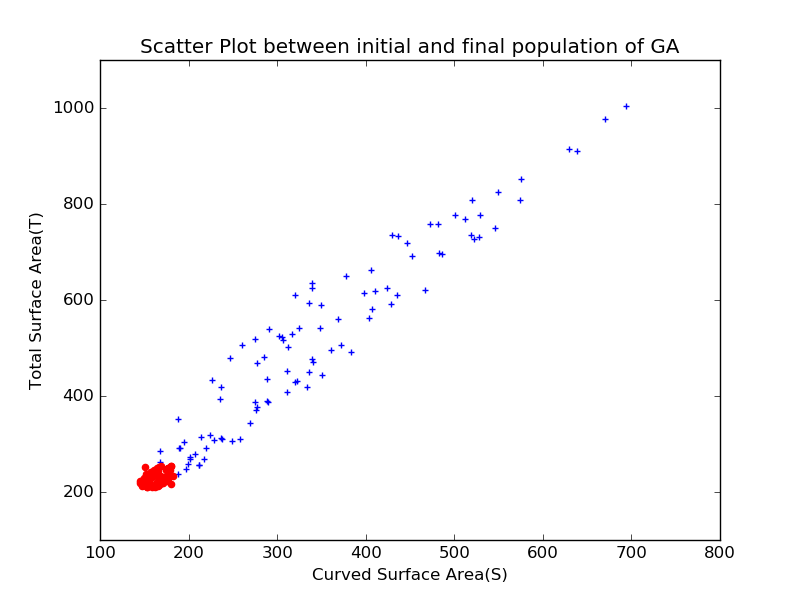 Scatter Plot between initial and final population of GA
Total Surface Area(T)
1000
800
600
400
200
100 200 300 400 500 600 700 800
Curved Surface Area(S)